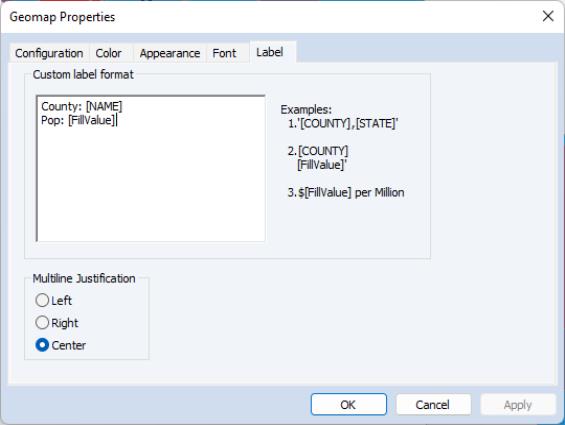 Geomap Properties
Configuration
Color
Appearance
Font
Label
Custom label format
County: [NAME]
Pop: [FillValue]
Examples:
1.'[COUNTY],[STATE]'
2.[COUNTY]
[FillValue]'
3.$[FillValue] per Million
Multiline Justification
Left
Right
Center
OK
Cancel
Apply